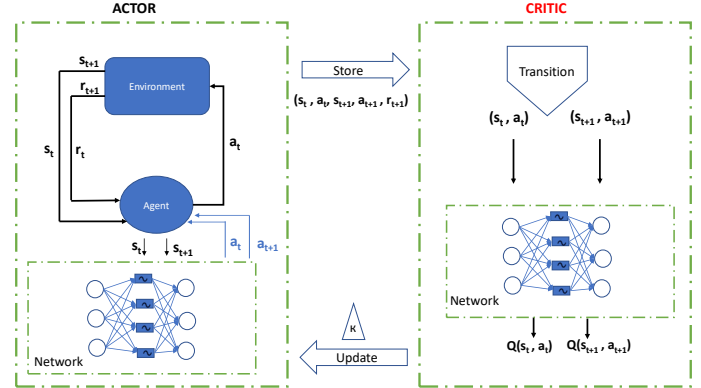 ACTOR
CRITIC
s_{t+1}
Environment
r_{t+1}
s_t
r_t
a_t
Agent
s_t
s_{t+1}
a_t
a_{t+1}
Network
Store
(s_t , a_t, s_{t+1}, a_{t+1} , r_{t+1})
K
Update
Transition
(s_t , a_t)
(s_{t+1} , a_{t+1})
Network
Q(s_t , a_t)
Q(s_{t+1} , a_{t+1})